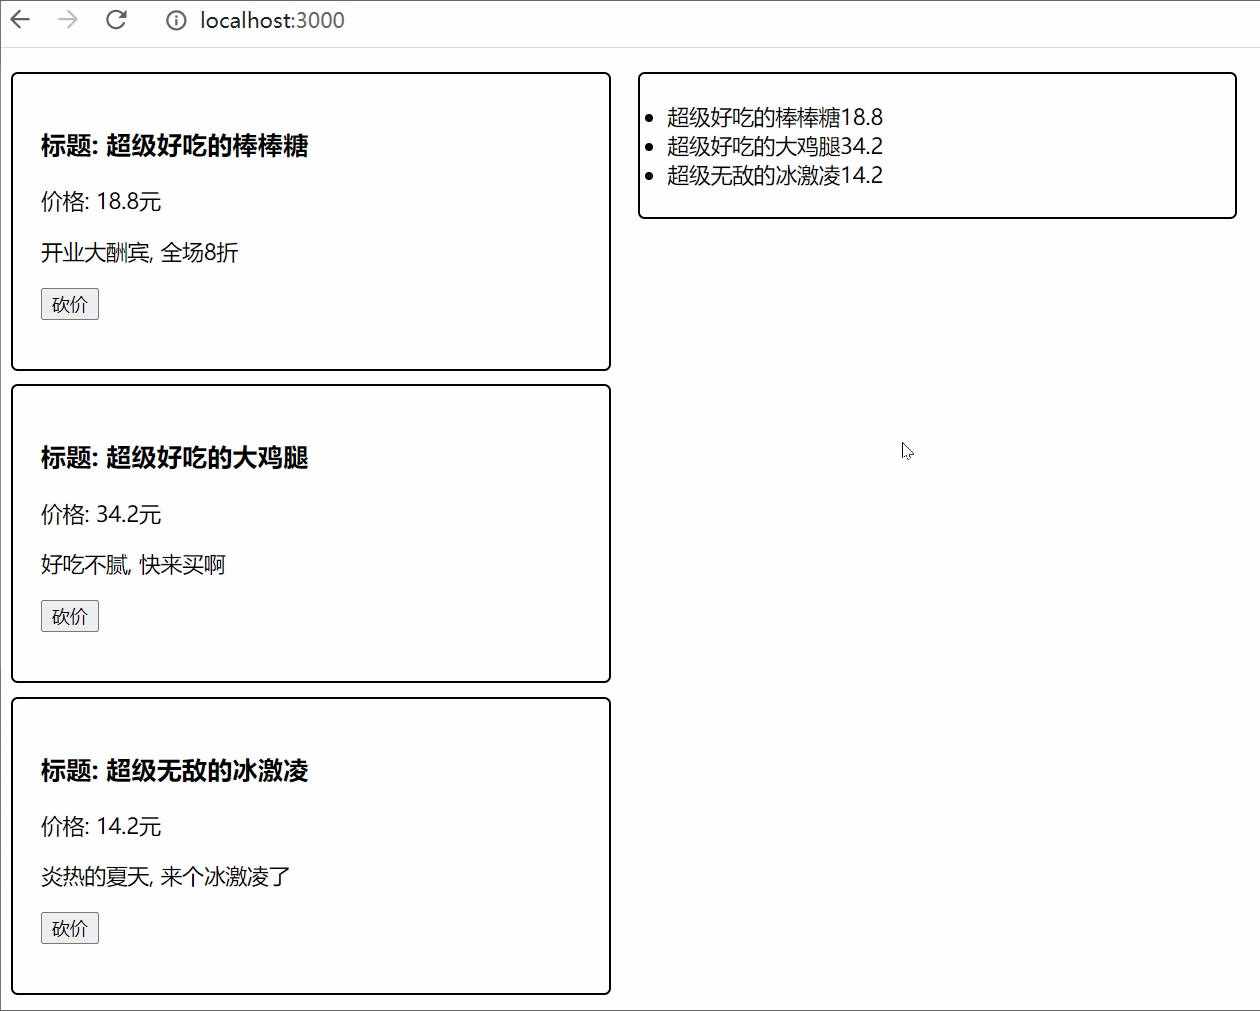 localhost:3000
标题: 超级好吃的棒棒糖
价格: 18.8元
开业大酬宾, 全场8折
砍价
标题: 超级好吃的大鸡腿
价格: 34.2元
好吃不腻, 快来买啊
砍价
标题: 超级无敌的冰激凌
价格: 14.2元
炎热的夏天, 来个冰激凌了
砍价
超级好吃的棒棒糖18.8
超级好吃的大鸡腿34.2
超级无敌的冰激凌14.2